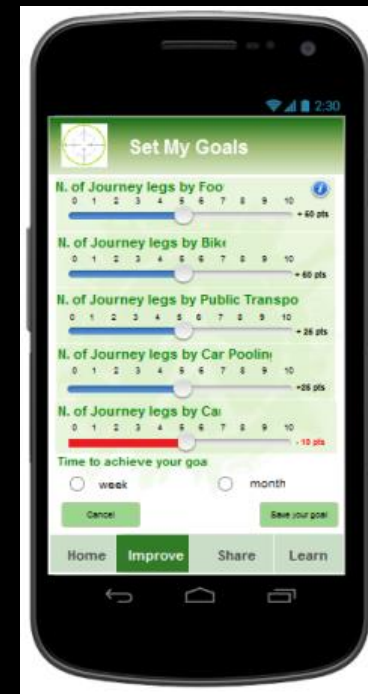 2:30
Set My Goals
N. of Journey legs by Foo
0 1 2 3 4 5 6 7 8 9 10
+ 60 pts
N. of Journey legs by Bike
0 1 2 3 4 5 6 7 8 9 10
+ 60 pts
N. of Journey legs by Public Transpo
0 1 2 3 4 5 6 7 8 9 10
+ 25 pts
N. of Journey legs by Car Pooling
0 1 2 3 4 5 6 7 8 9 10
+25 pts
N. of Journey legs by Car
0 1 2 3 4 5 6 7 8 9 10
- 10 pts
Time to achieve your goa
week month
Cancel Save your goal
Home Improve Share Learn